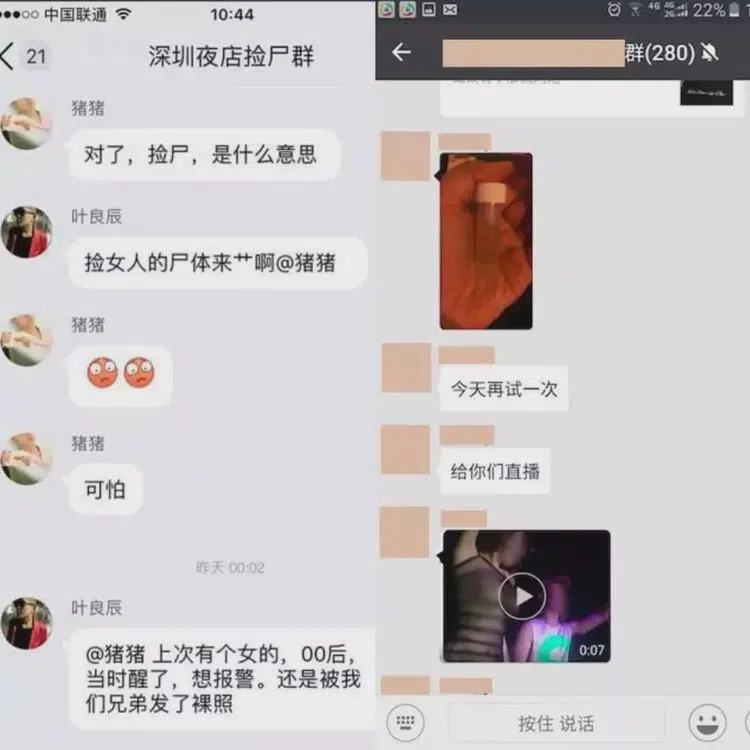 中国联通
10:44
21
深圳夜店捡尸群
猪猪
对了，捡尸，是什么意思
叶良辰
捡女人的尸体来艹啊@猪猪
猪猪
猪猪
可怕
昨天 00:02
叶良辰
@猪猪 上次有个女的，00后，
当时醒了，想报警。还是被我
们兄弟发了裸照
4G
4G
2G
22%
群(280)
今天再试一次
给你们直播
0:07
按住 说话